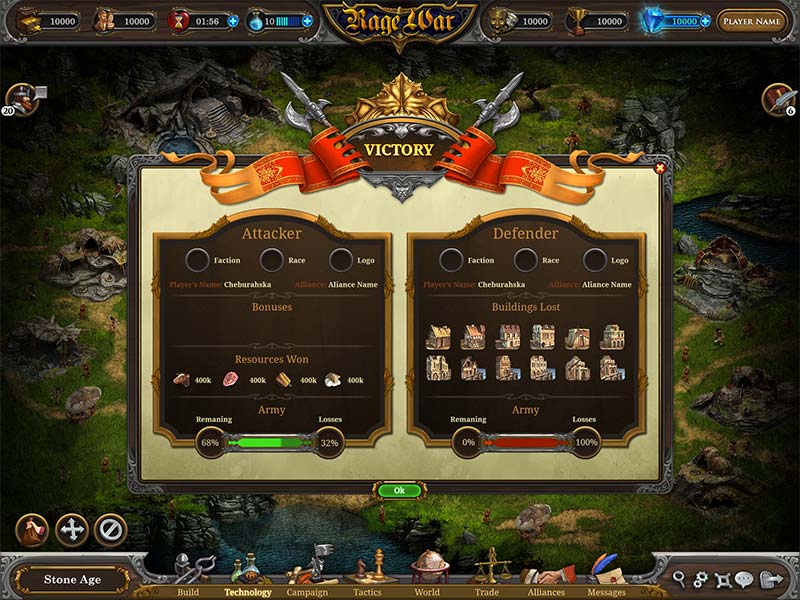 10000
10000
01:56
10
Rage War
10000
10000
10000
PLAYER NAME
20
6
VICTORY
Attacker
Defender
Faction
Race
Logo
Faction
Race
Logo
Player's Name: Cheburahska
Alliance: Aliance Name
Player's Name: Cheburahska
Alliance: Aliance Name
Bonuses
Buildings Lost
Resources Won
400k
400k
400k
400k
Army
Army
Remaning
Losses
Remaning
Losses
68%
32%
0%
100%
Ok
Stone Age
Build
Technology
Campaign
Tactics
World
Trade
Alliances
Messages